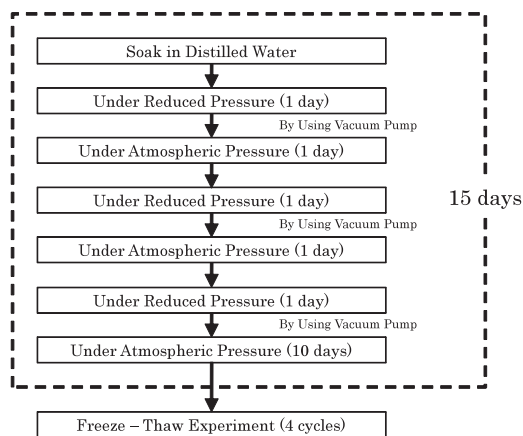 Soak in Distilled Water
Under Reduced Pressure (1 day)
By Using Vacuum Pump
Under Atmospheric Pressure (1 day)
Under Reduced Pressure (1 day)
15 days
By Using Vacuum Pump
Under Atmospheric Pressure (1 day)
Under Reduced Pressure (1 day)
By Using Vacuum Pump
Under Atmospheric Pressure (10 days)
Freeze – Thaw Experiment (4 cycles)